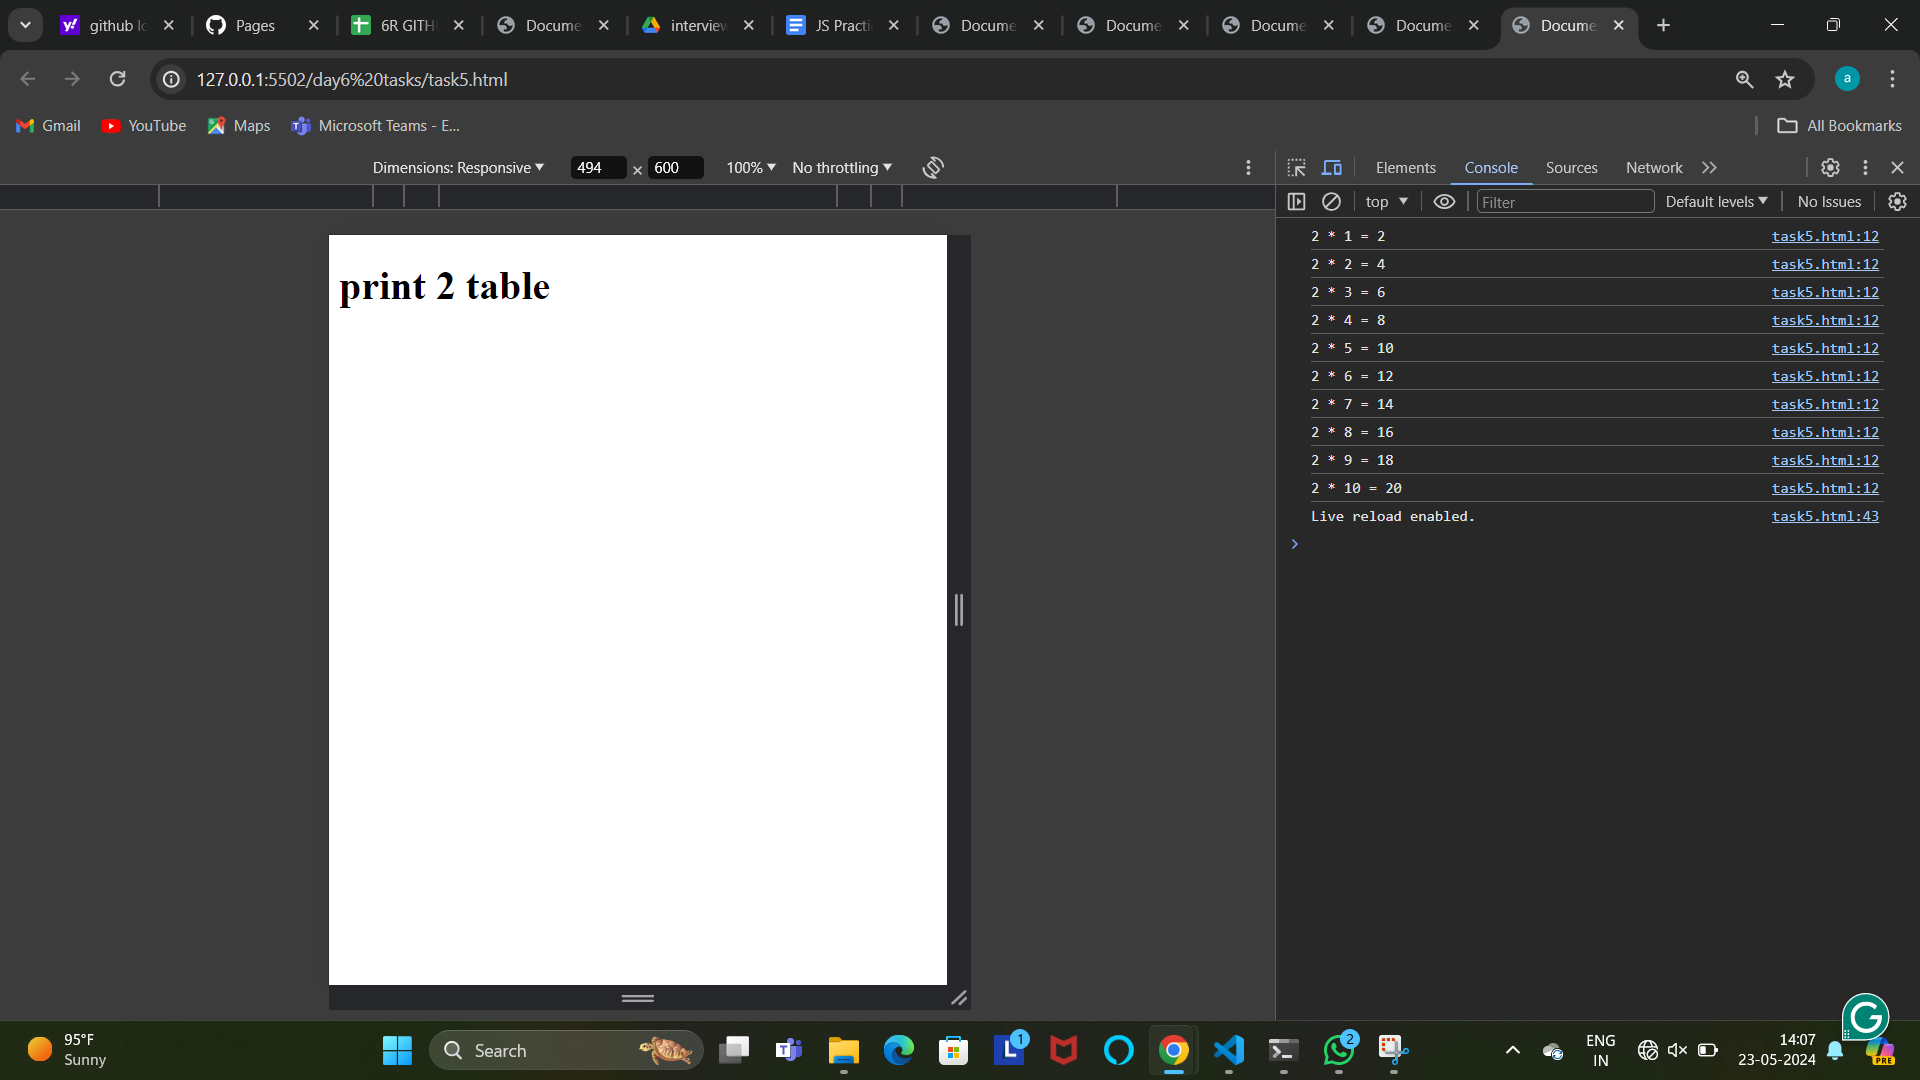 github lo
Pages
6R GITH
Docume
interview
JS Practi
Docume
Docume
Docume
Docume
Docume
127.0.0.1:5502/day6%20tasks/task5.html
a
Gmail
YouTube
Maps
Microsoft Teams - E...
All Bookmarks
Dimensions: Responsive
494 × 600
100%
No throttling
Elements
Console
Sources
Network
top
Filter
Default levels
No Issues
print 2 table
2 * 1 = 2 task5.html:12
2 * 2 = 4 task5.html:12
2 * 3 = 6 task5.html:12
2 * 4 = 8 task5.html:12
2 * 5 = 10 task5.html:12
2 * 6 = 12 task5.html:12
2 * 7 = 14 task5.html:12
2 * 8 = 16 task5.html:12
2 * 9 = 18 task5.html:12
2 * 10 = 20 task5.html:12
Live reload enabled. task5.html:43
95°F
Sunny
Search
1
L
2
ENG
IN
14:07
23-05-2024
G
PRE